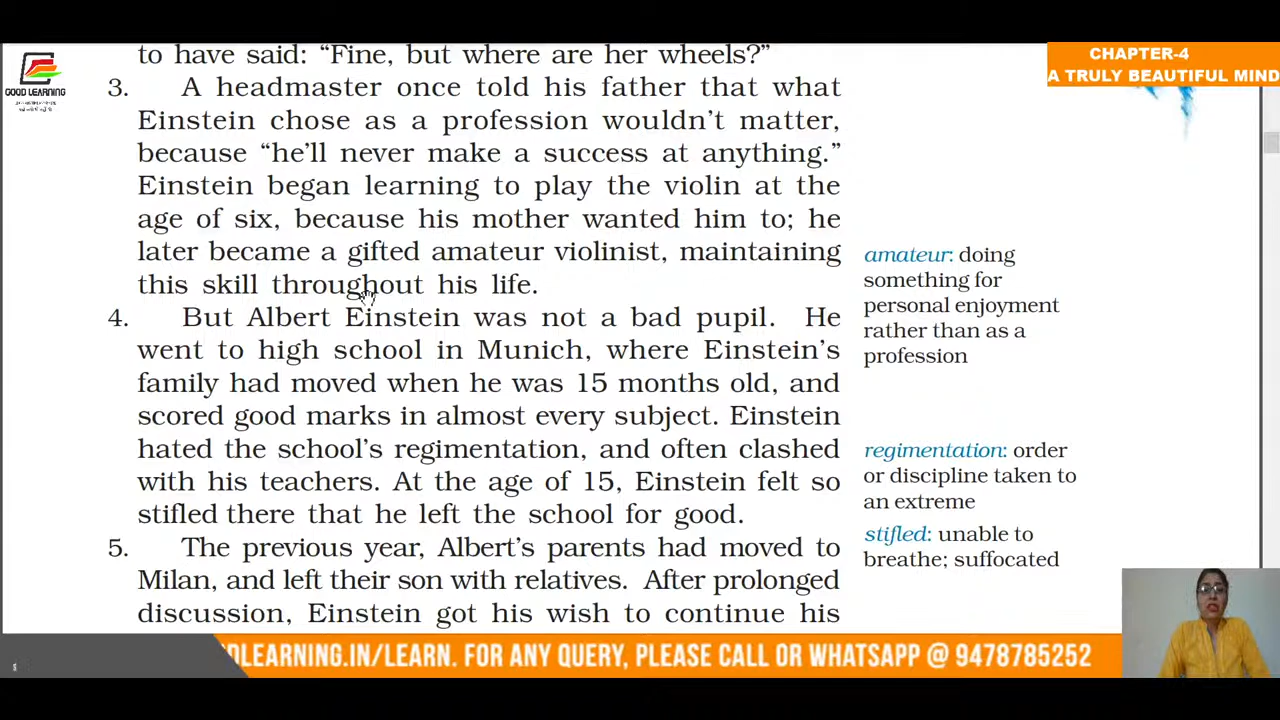 to have said: “Fine, but where are her wheels?”
CHAPTER-4
A TRULY BEAUTIFUL MIND
GOOD LEARNING
3. A headmaster once told his father that what
Einstein chose as a profession wouldn’t matter,
because “he’ll never make a success at anything.”
Einstein began learning to play the violin at the
age of six, because his mother wanted him to; he
later became a gifted amateur violinist, maintaining
this skill throughout his life.
amateur: doing
something for
personal enjoyment
rather than as a
profession
4. But Albert Einstein was not a bad pupil. He
went to high school in Munich, where Einstein’s
family had moved when he was 15 months old, and
scored good marks in almost every subject. Einstein
hated the school’s regimentation, and often clashed
with his teachers. At the age of 15, Einstein felt so
stifled there that he left the school for good.
regimentation: order
or discipline taken to
an extreme
stifled: unable to
breathe; suffocated
5. The previous year, Albert’s parents had moved to
Milan, and left their son with relatives. After prolonged
discussion, Einstein got his wish to continue his
DLEARNING.IN/LEARN. FOR ANY QUERY, PLEASE CALL OR WHATSAPP @ 9478785252